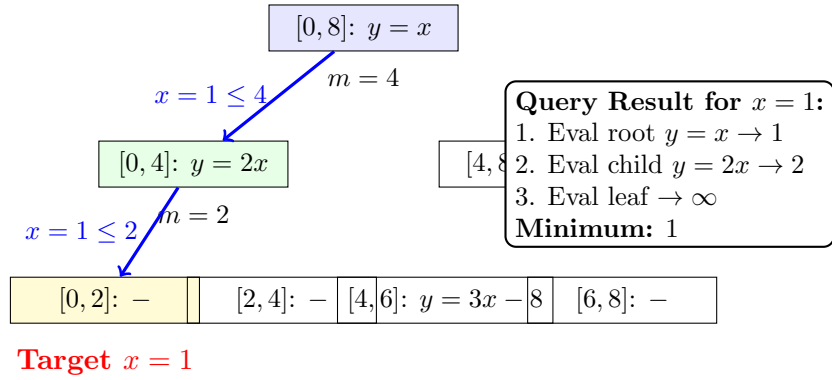 [0, 8]: y = x
m = 4
x = 1 ≤ 4
Query Result for x = 1:
1. Eval root y = x → 1
2. Eval child y = 2x → 2
3. Eval leaf → ∞
Minimum: 1
[0, 4]: y = 2x
[4, 8
m = 2
x = 1 ≤ 2
[0, 2]: −
[2, 4]: −
[4, 6]: y = 3x − 8
[6, 8]: −
Target x = 1